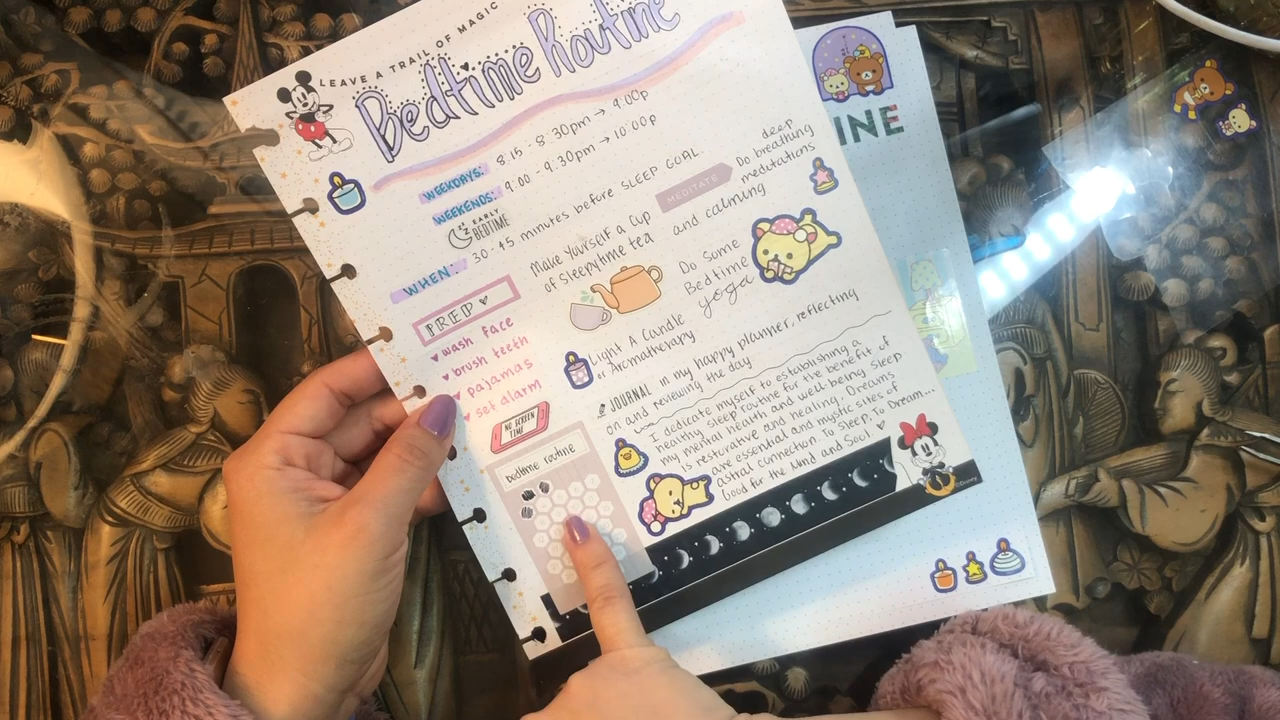 LEAVE A TRAIL OF MAGIC
Bedtime Routine
WEEKDAYS: 8:15 - 8:30pm → 9:00p
WEEKENDS: 9:00 - 9:30pm → 10:00p
EARLY
BEDTIME
WHEN: 30 - 45 minutes before SLEEP GOAL
PREP ♥
♥ wash face
♥ brush teeth
♥ pajamas
♥ set alarm
NO SCREEN
TIME
bedtime routine
Make Yourself a Cup
of Sleepytime tea
MEDITATE
Do deep
breathing
meditations
and calming
Do Some
Bedtime
yoga
Light A Candle
or Aromatherapy
JOURNAL in my happy planner, reflecting
on and reviewing the day
I dedicate myself to establishing a
healthy sleep routine for the benefit of
my mental health and well-being. Sleep
is restorative and healing. Dreams
are essential and mystic sites of
astral connection. To Sleep, To Dream...
Good for the Mind and Soul ♥
©Disney
INE